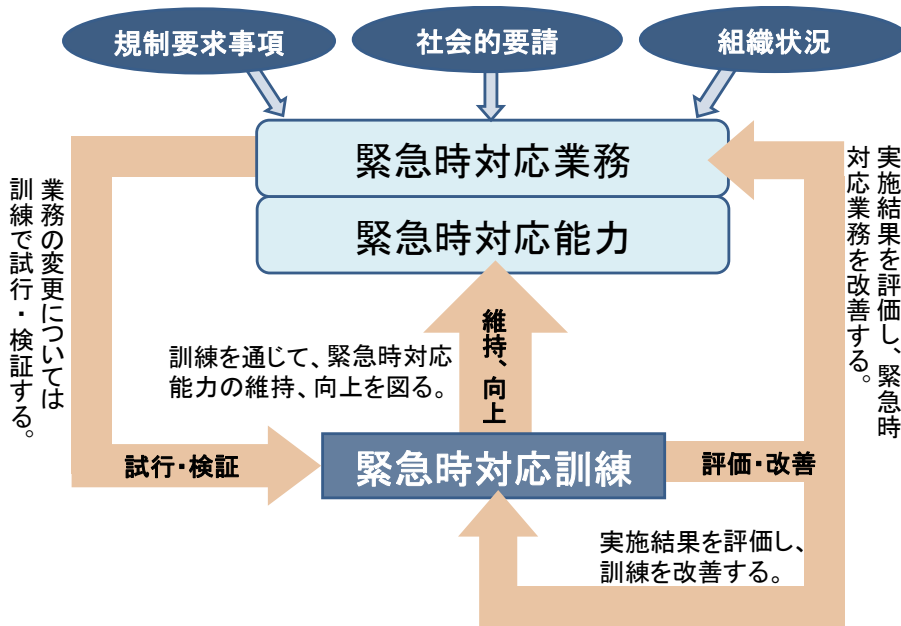 規制要求事項
社会的要請
組織状況
緊急時対応業務
緊急時対応能力
業務の変更については
訓練で試行・検証する。
実施結果を評価し、緊急時
対応業務を改善する。
維持、向上
訓練を通じて、緊急時対応
能力の維持、向上を図る。
試行・検証
緊急時対応訓練
評価・改善
実施結果を評価し、
訓練を改善する。